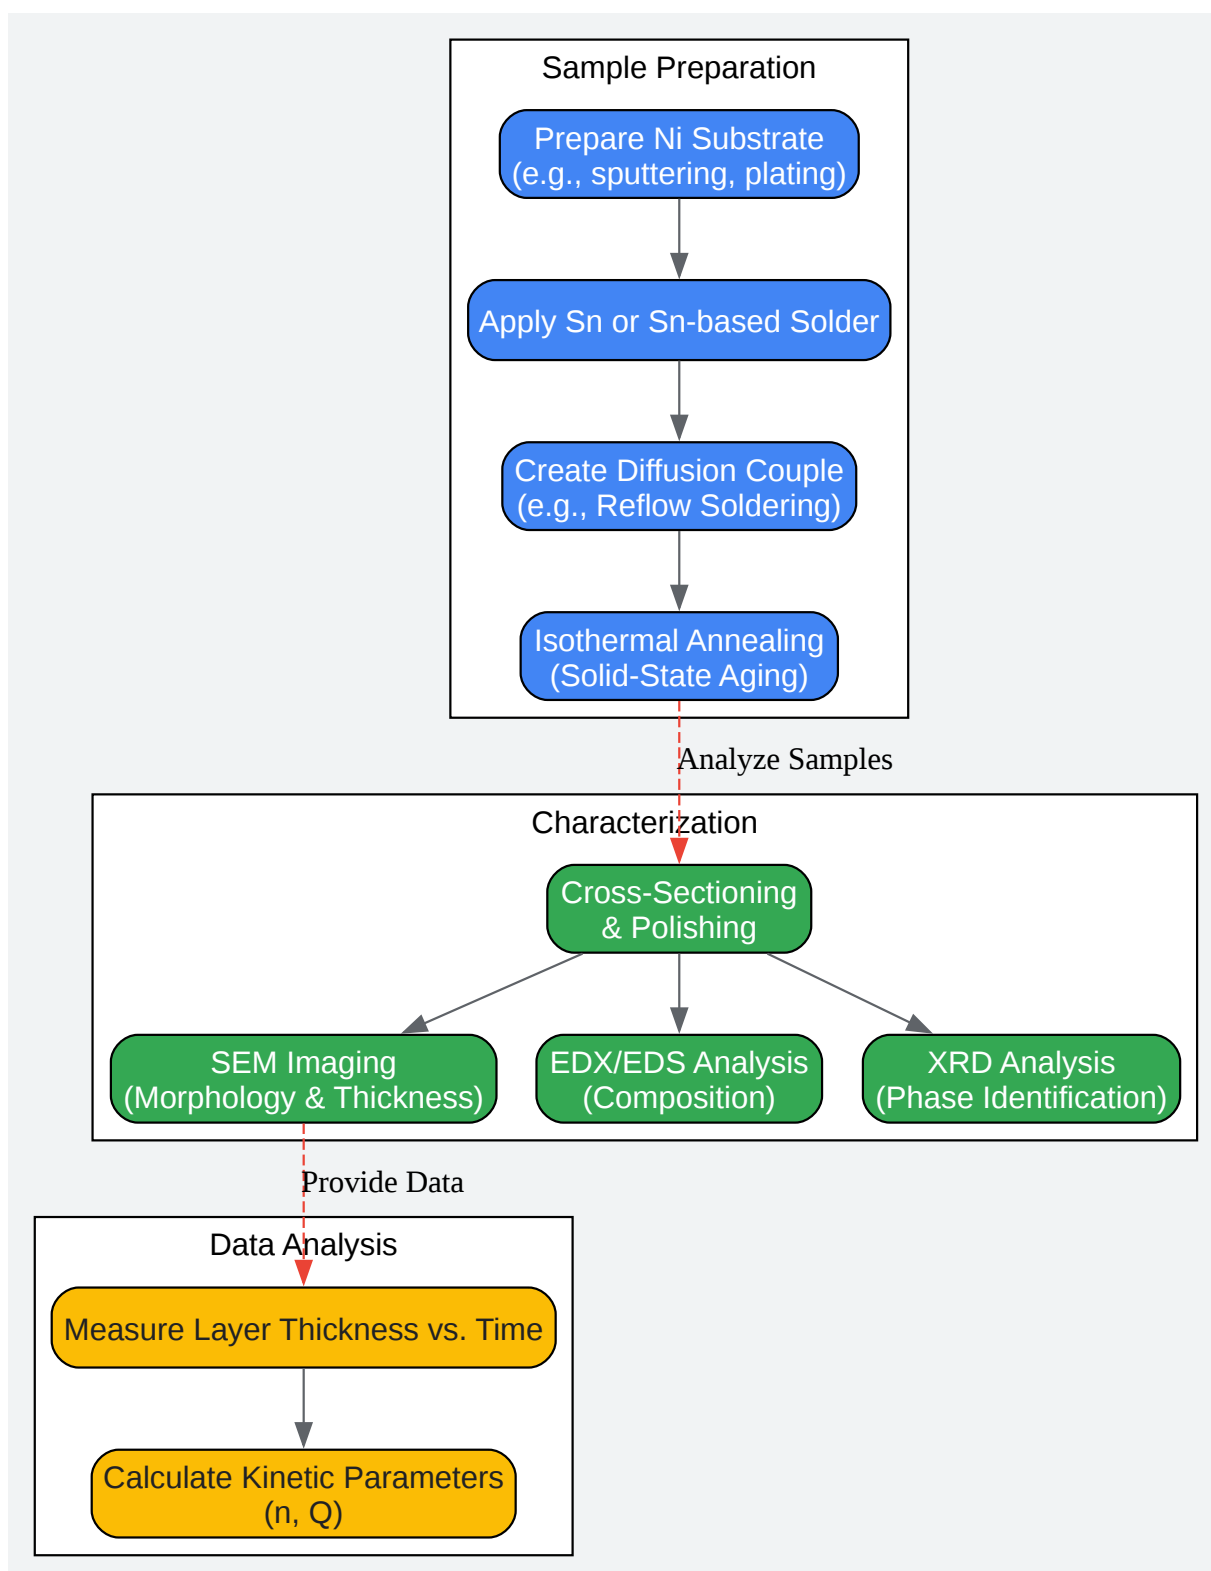 Sample Preparation
Prepare Ni Substrate
(e.g., sputtering, plating)
Apply Sn or Sn-based Solder
Create Diffusion Couple
(e.g., Reflow Soldering)
Isothermal Annealing
(Solid-State Aging)
Analyze Samples
Characterization
Cross-Sectioning
& Polishing
SEM Imaging
(Morphology & Thickness)
EDX/EDS Analysis
(Composition)
XRD Analysis
(Phase Identification)
Provide Data
Data Analysis
Measure Layer Thickness vs. Time
Calculate Kinetic Parameters
(n, Q)